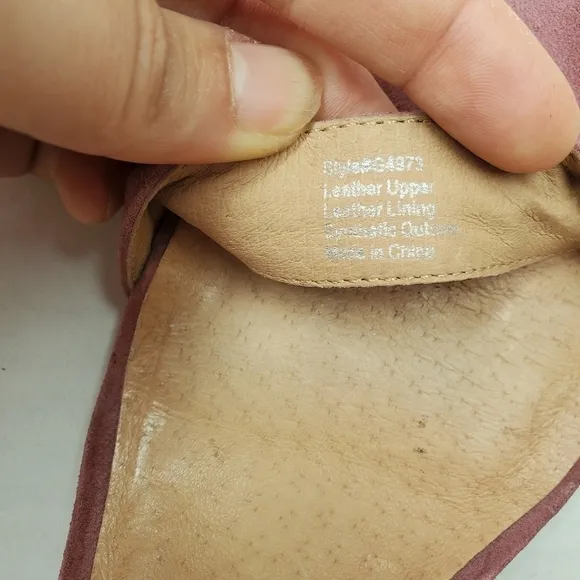 Style#G4973
Leather Upper
Leather Lining
Synthetic Outsole
Made in China